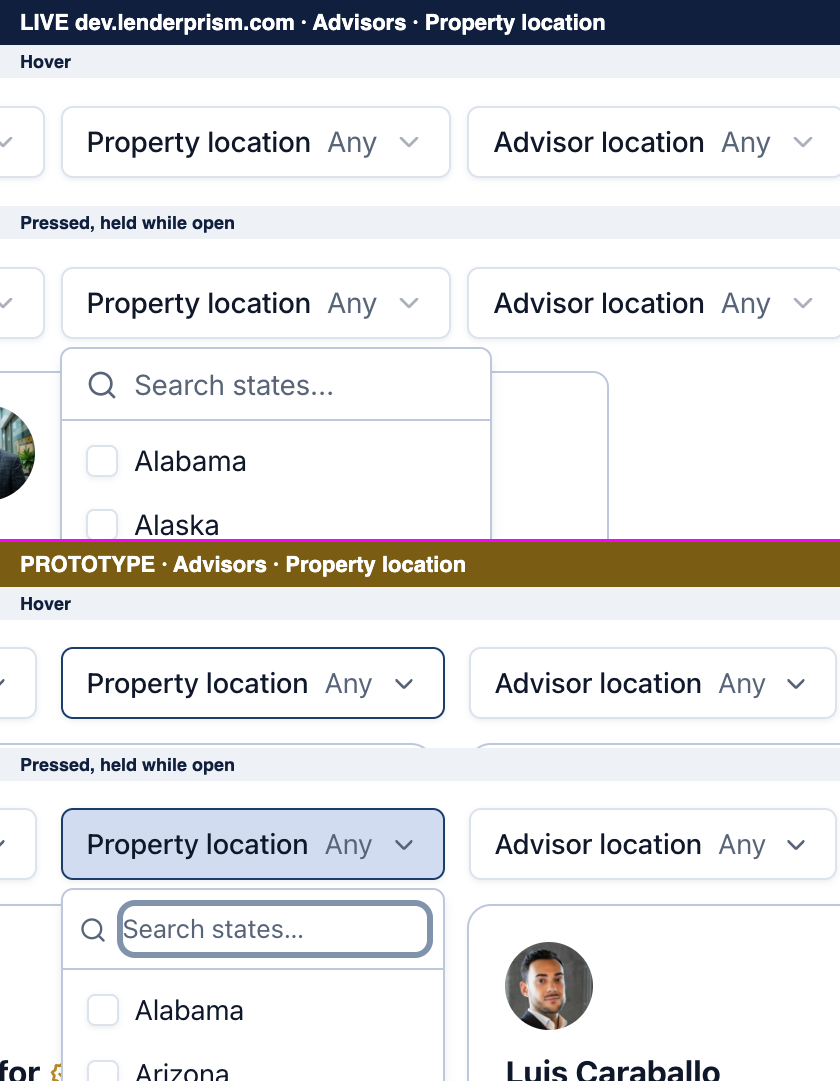 LIVE dev.lenderprism.com · Advisors · Property location
Hover
Property location Any
Advisor location Any
Pressed, held while open
Property location Any
Advisor location Any
Search states...
Alabama
Alaska
PROTOTYPE · Advisors · Property location
Hover
Property location Any
Advisor location Any
Pressed, held while open
Property location Any
Advisor location Any
Search states...
Alabama
Arizona
for
Luis Caraballo